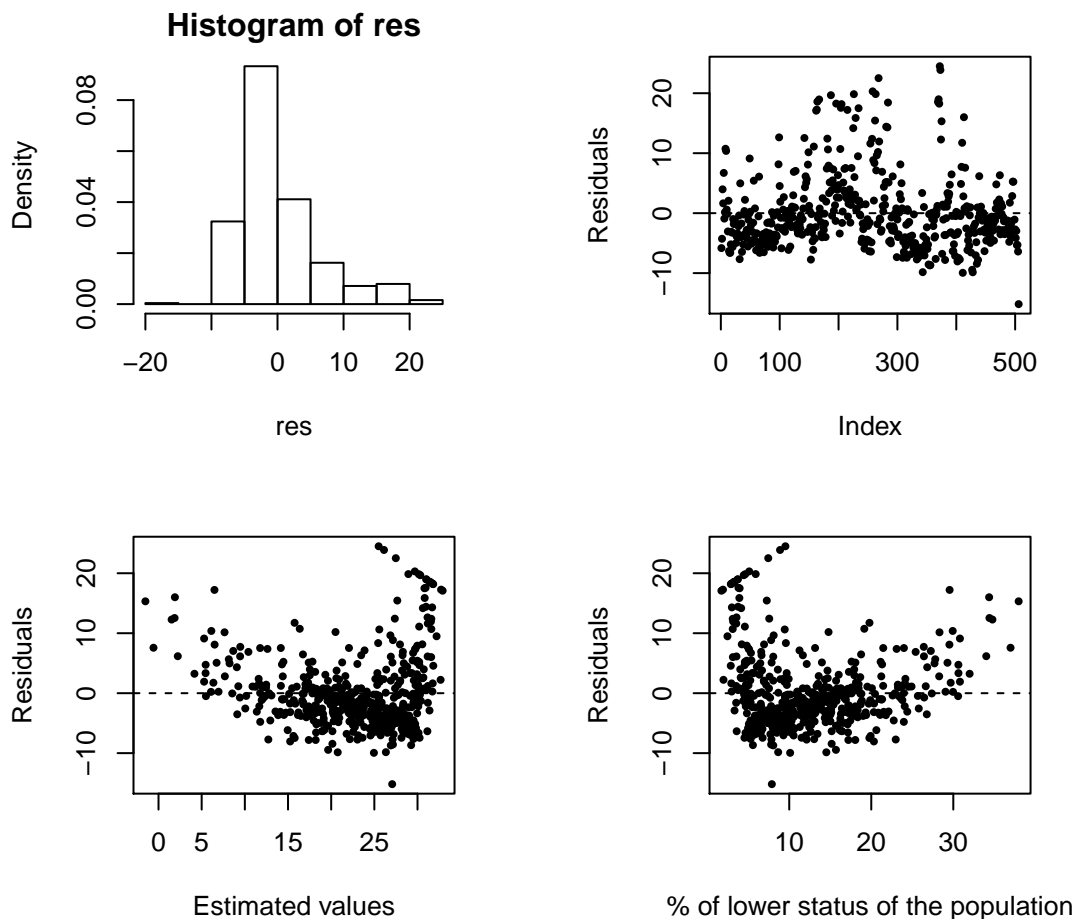 Histogram of res
Density
0.00 0.04 0.08
−20 0 10 20
res
Residuals
−10 0 10 20
0 100 300 500
Index
Residuals
−10 0 10 20
0 5 15 25
Estimated values
Residuals
−10 0 10 20
10 20 30
% of lower status of the population